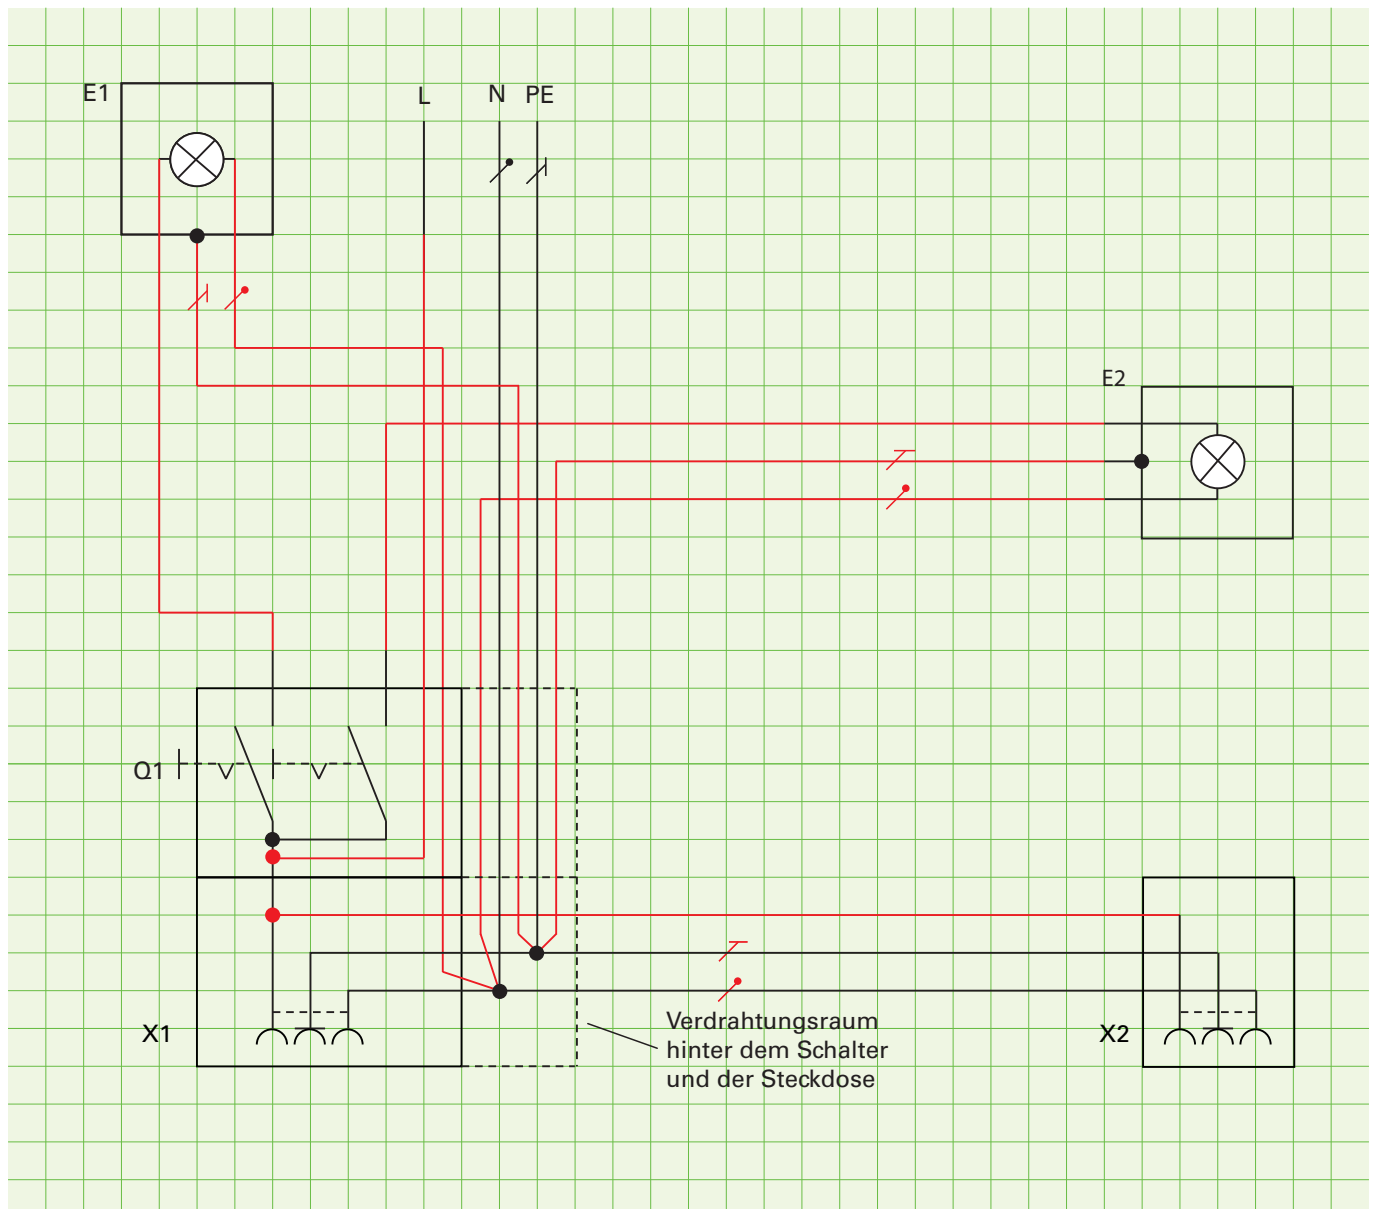 E1
L
N
PE
E2
Q1
X1
X2
Verdrahtungsraum
hinter dem Schalter
und der Steckdose